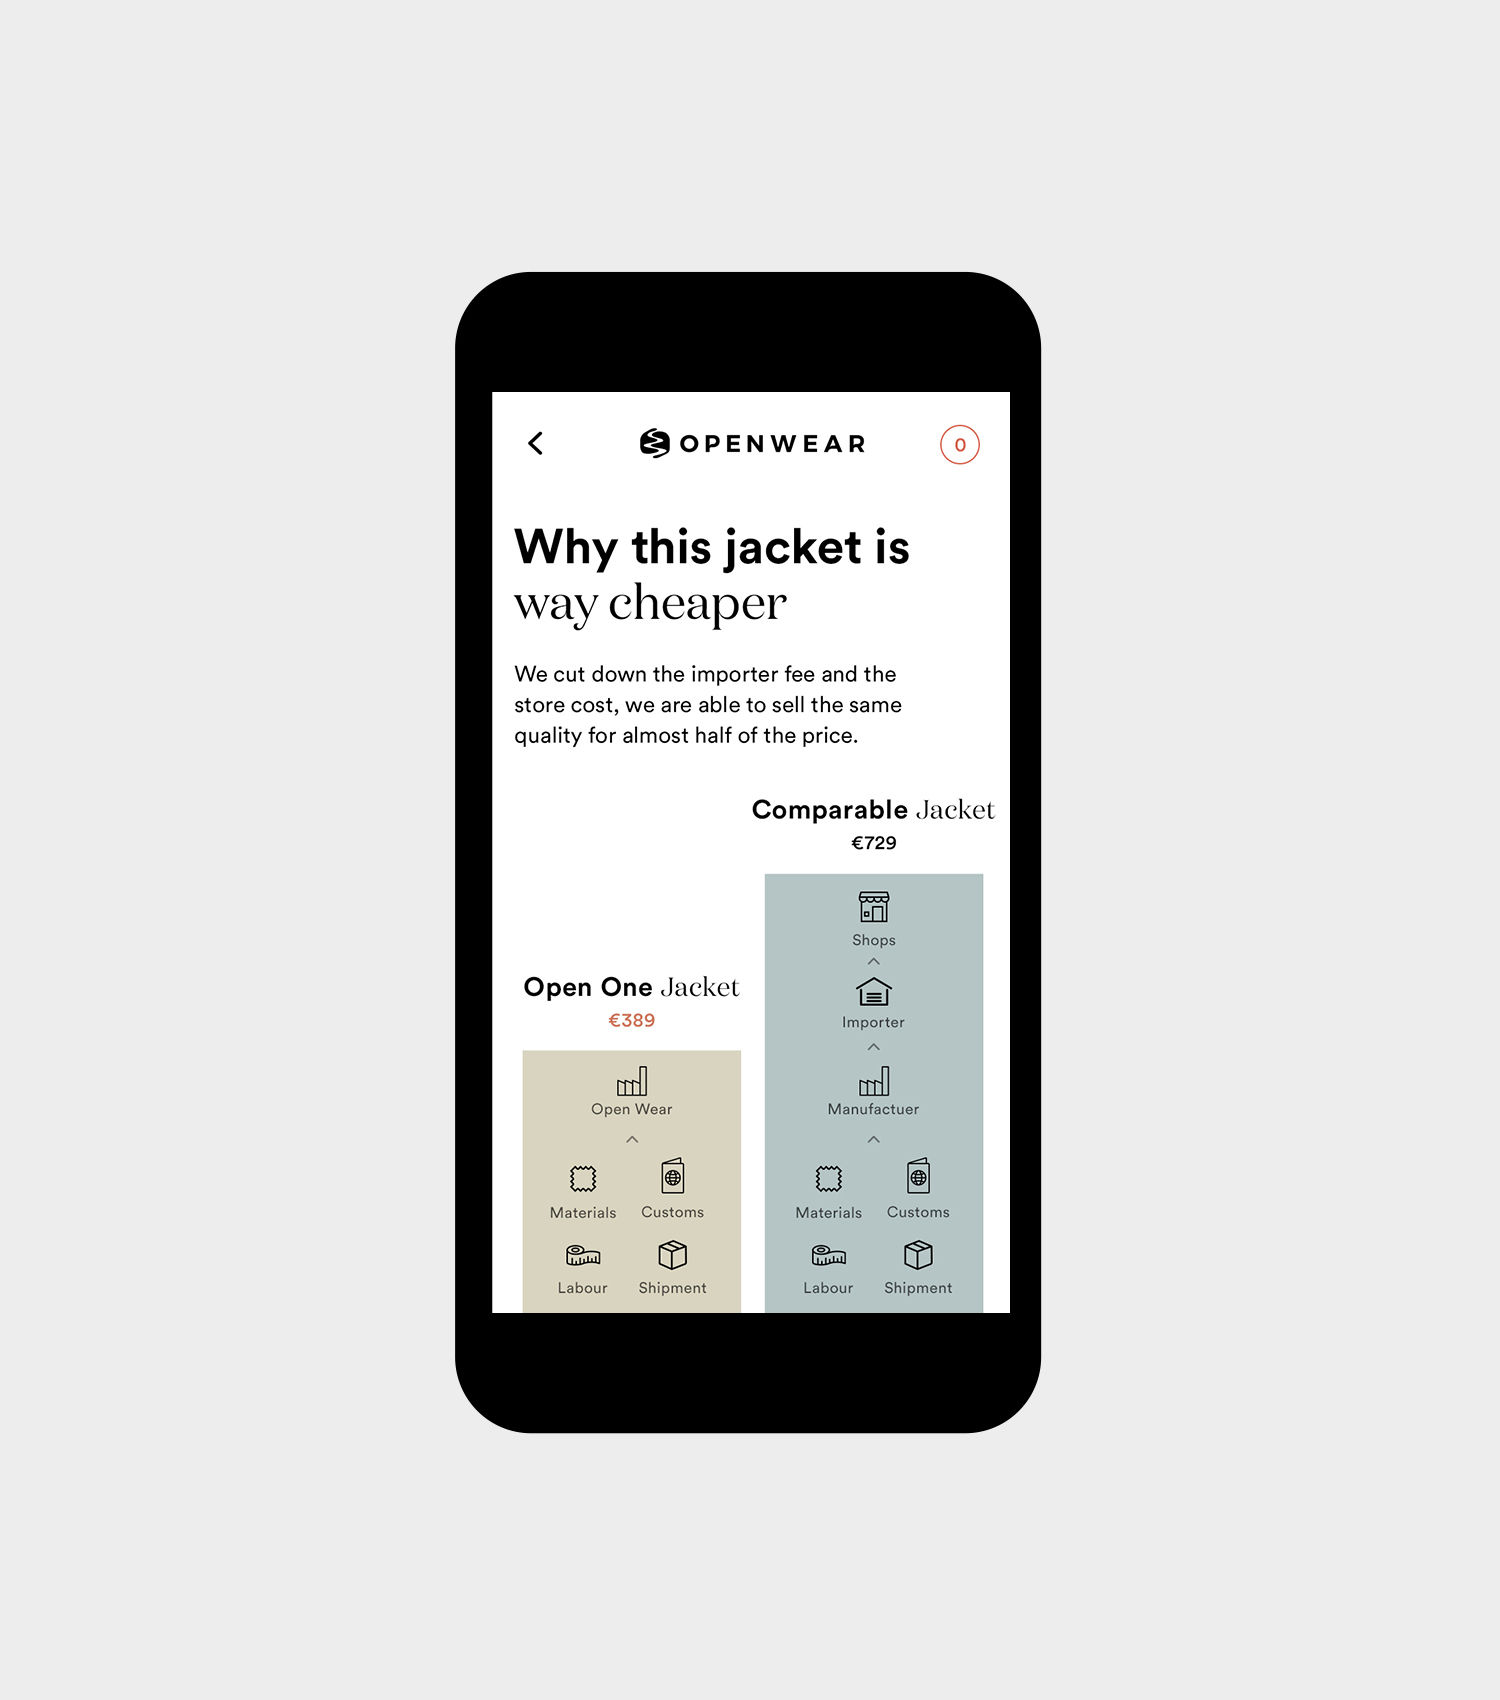 OPENWEAR
0
Why this jacket is
way cheaper
We cut down the importer fee and the
store cost, we are able to sell the same
quality for almost half of the price.
Open One Jacket
€389
Open Wear
Materials Customs
Labour Shipment
Comparable Jacket
€729
Shops
Importer
Manufactuer
Materials Customs
Labour Shipment